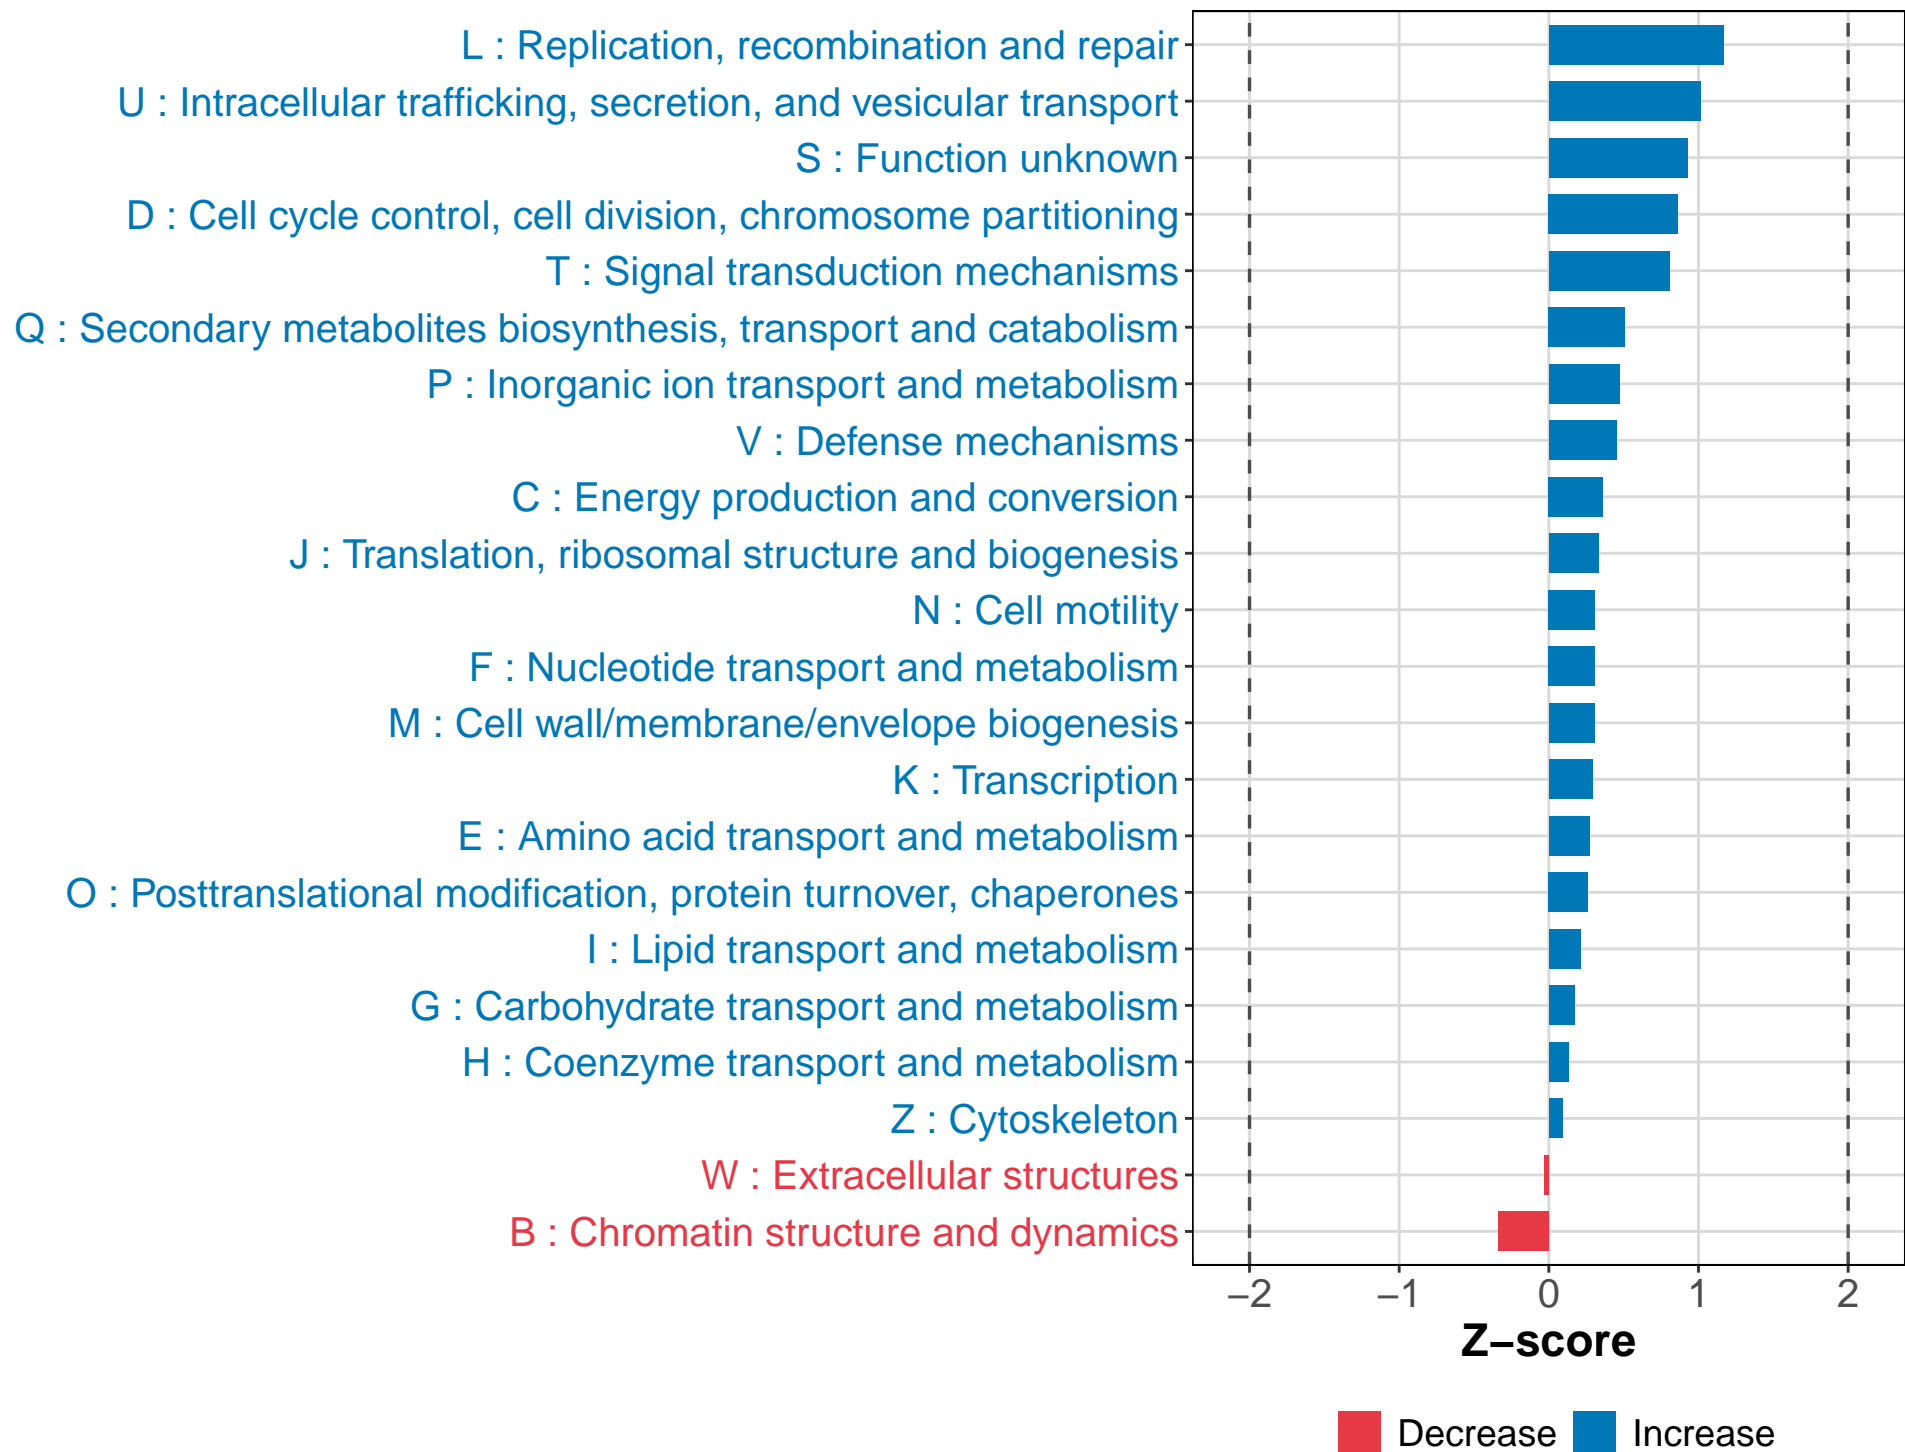 L : Replication, recombination and repair
U : Intracellular trafficking, secretion, and vesicular transport
S : Function unknown
D : Cell cycle control, cell division, chromosome partitioning
T : Signal transduction mechanisms
Q : Secondary metabolites biosynthesis, transport and catabolism
P : Inorganic ion transport and metabolism
V : Defense mechanisms
C : Energy production and conversion
J : Translation, ribosomal structure and biogenesis
N : Cell motility
F : Nucleotide transport and metabolism
M : Cell wall/membrane/envelope biogenesis
K : Transcription
E : Amino acid transport and metabolism
O : Posttranslational modification, protein turnover, chaperones
I : Lipid transport and metabolism
G : Carbohydrate transport and metabolism
H : Coenzyme transport and metabolism
Z : Cytoskeleton
W : Extracellular structures
B : Chromatin structure and dynamics
−2 −1 0 1 2
Z−score
Decrease Increase